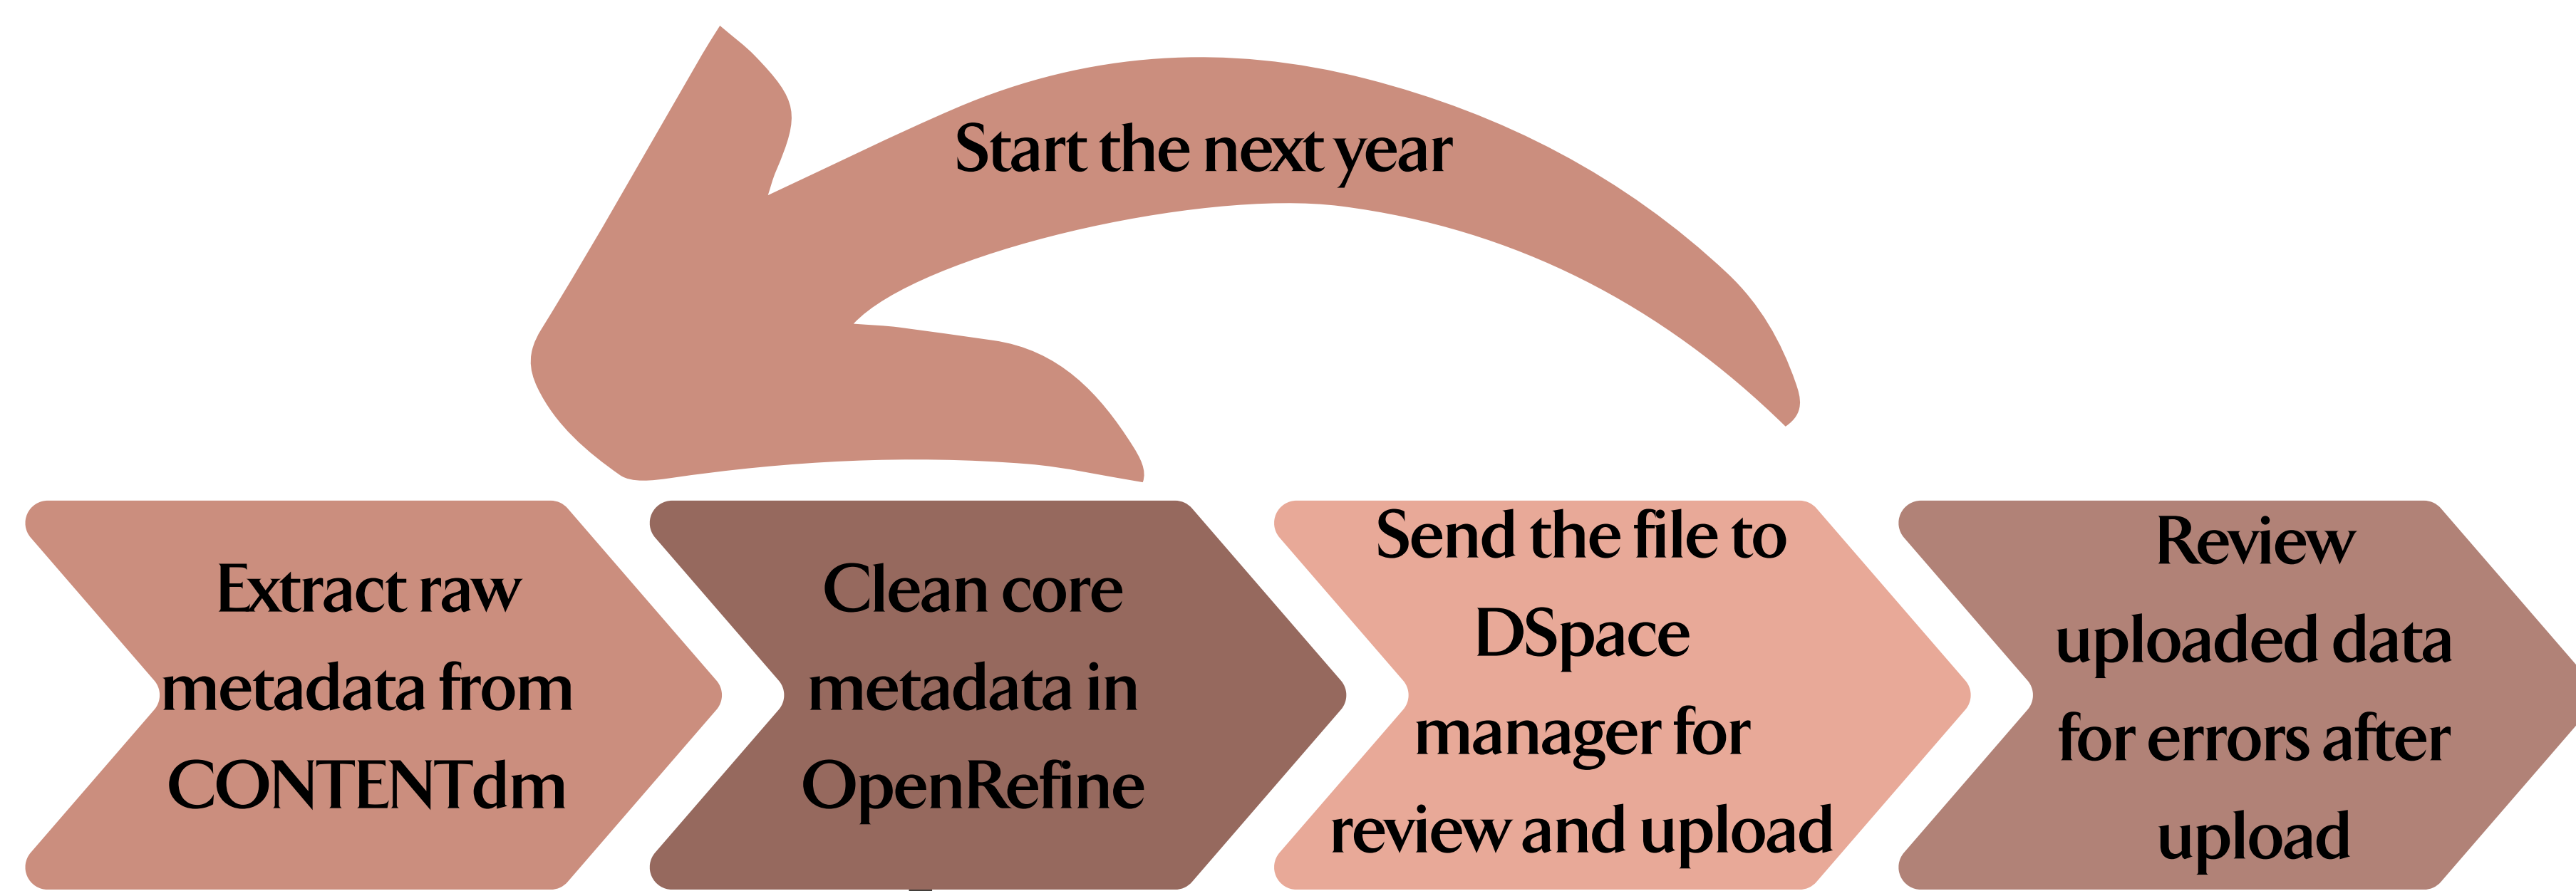 Start the next year
Extract raw
metadata from
CONTENTdm
Clean core
metadata in
OpenRefine
Send the file to
DSpace
manager for
review and upload
Review
uploaded data
for errors after
upload